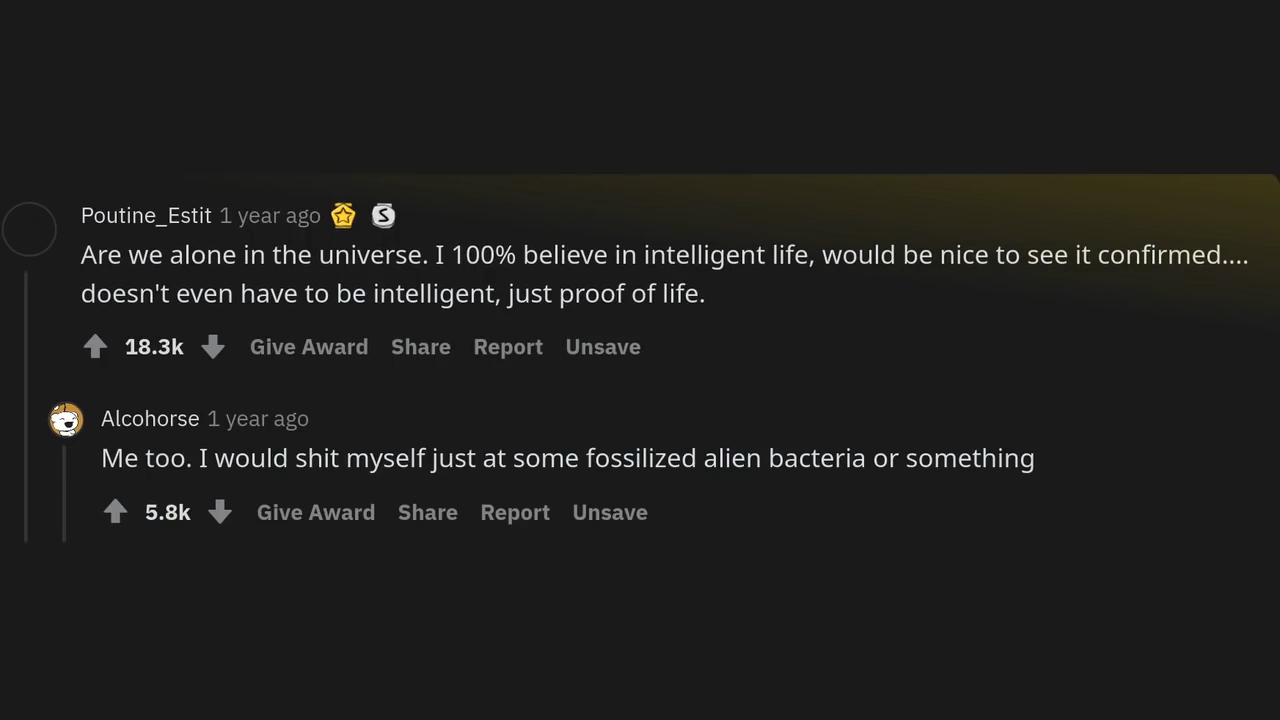 Poutine_Estit 1 year ago S
Are we alone in the universe. I 100% believe in intelligent life, would be nice to see it confirmed....
doesn't even have to be intelligent, just proof of life.
18.3k Give Award Share Report Unsave
Alcohorse 1 year ago
Me too. I would shit myself just at some fossilized alien bacteria or something
5.8k Give Award Share Report Unsave